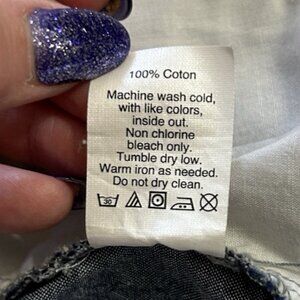 100% Coton
Machine wash cold,
with like colors,
inside out.
Non chlorine
bleach only.
Tumble dry low.
Warm iron as needed.
Do not dry clean.
30